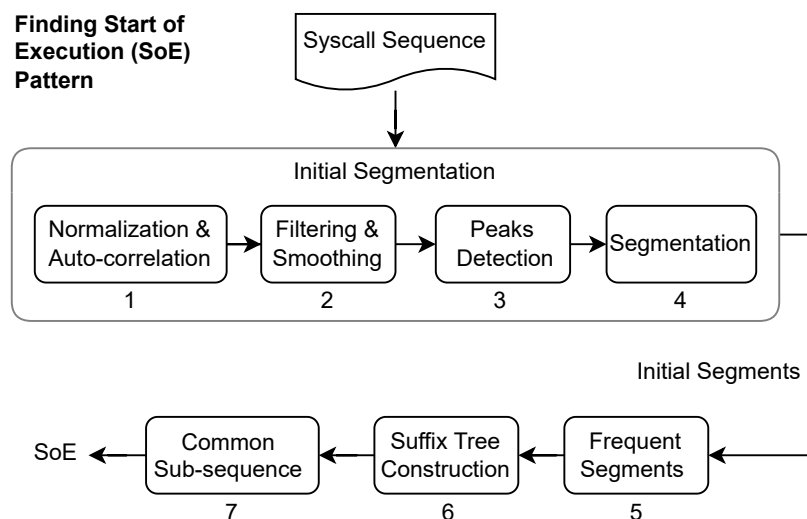 Finding Start of
Execution (SoE)
Pattern
Syscall Sequence
Initial Segmentation
Normalization &
Auto-correlation
1
Filtering &
Smoothing
2
Peaks
Detection
3
Segmentation
4
Initial Segments
Frequent
Segments
5
Suffix Tree
Construction
6
Common
Sub-sequence
7
SoE